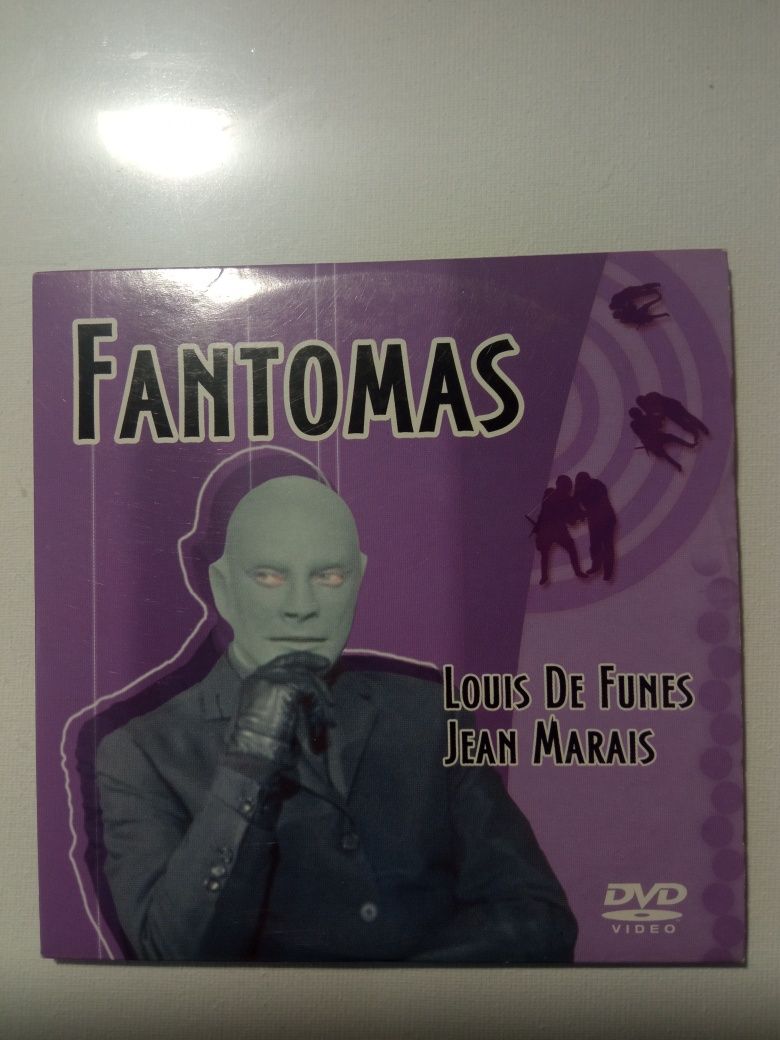 FANTOMAS
LOUIS DE FUNES
JEAN MARAIS
DVD
VIDEO